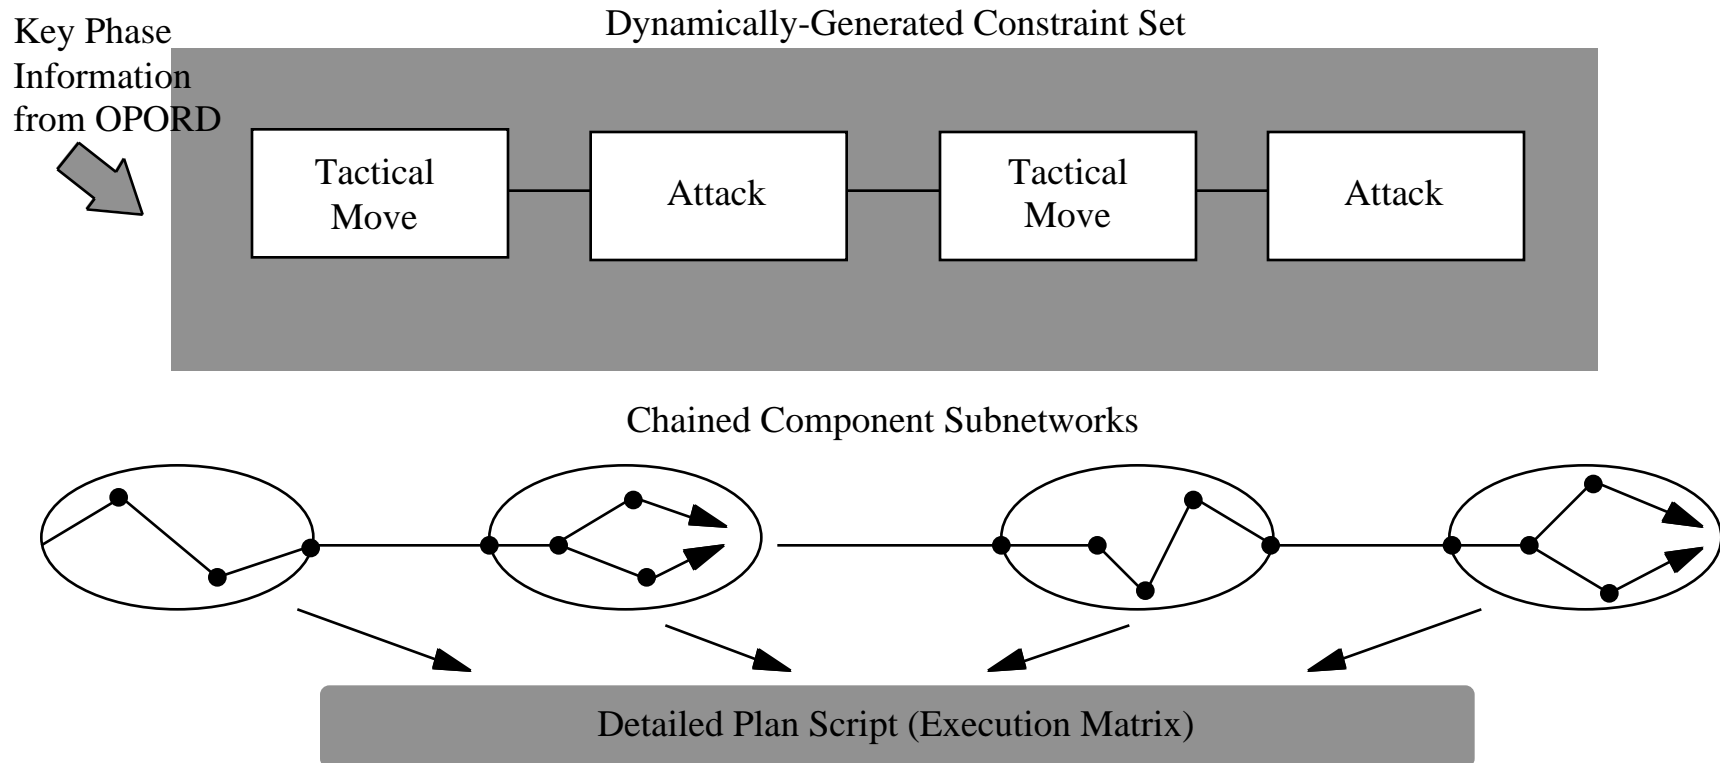 Dynamically-Generated Constraint Set
Key Phase
Information
from OPORD
Tactical
Move
Attack
Tactical
Move
Attack
Chained Component Subnetworks
Detailed Plan Script (Execution Matrix)